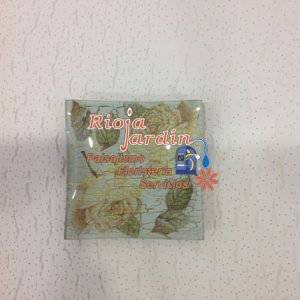 Rioja
Jardín
Paisajismo
Floristería
Servicios